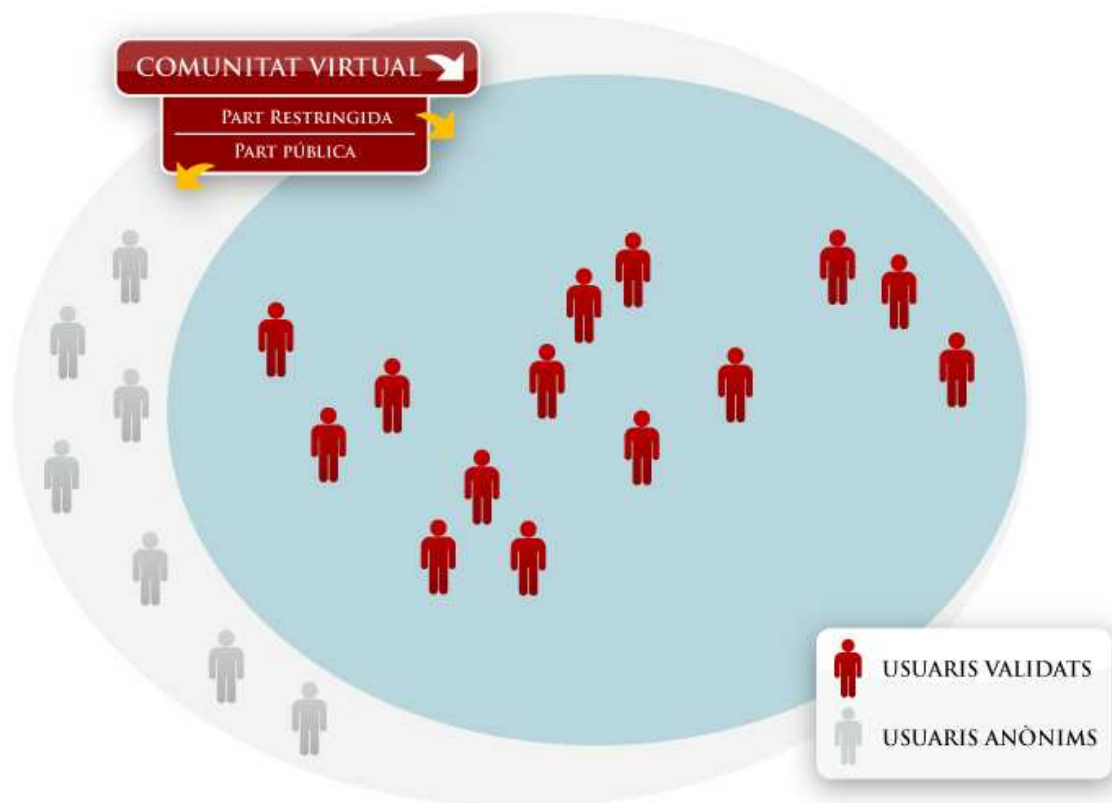 COMUNITAT VIRTUAL
PART RESTRINGIDA
PART PÚBLICA
USUARIS VALIDATS
USUARIS ANÒNIMS